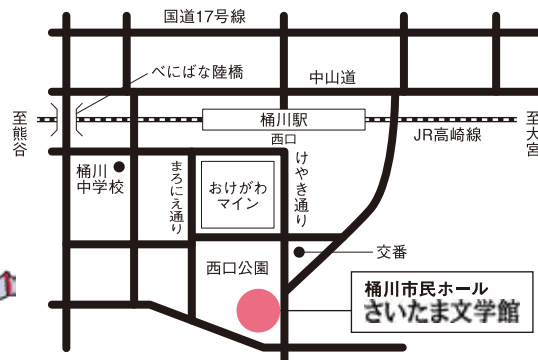 国道17号線
べにばな陸橋
中山道
至熊谷
桶川駅
至大宮
西口
JR高崎線
桶川
中学校
まろにえ通り
おけがわ
マイン
けやき通り
交番
西口公園
桶川市民ホール
さいたま文学館